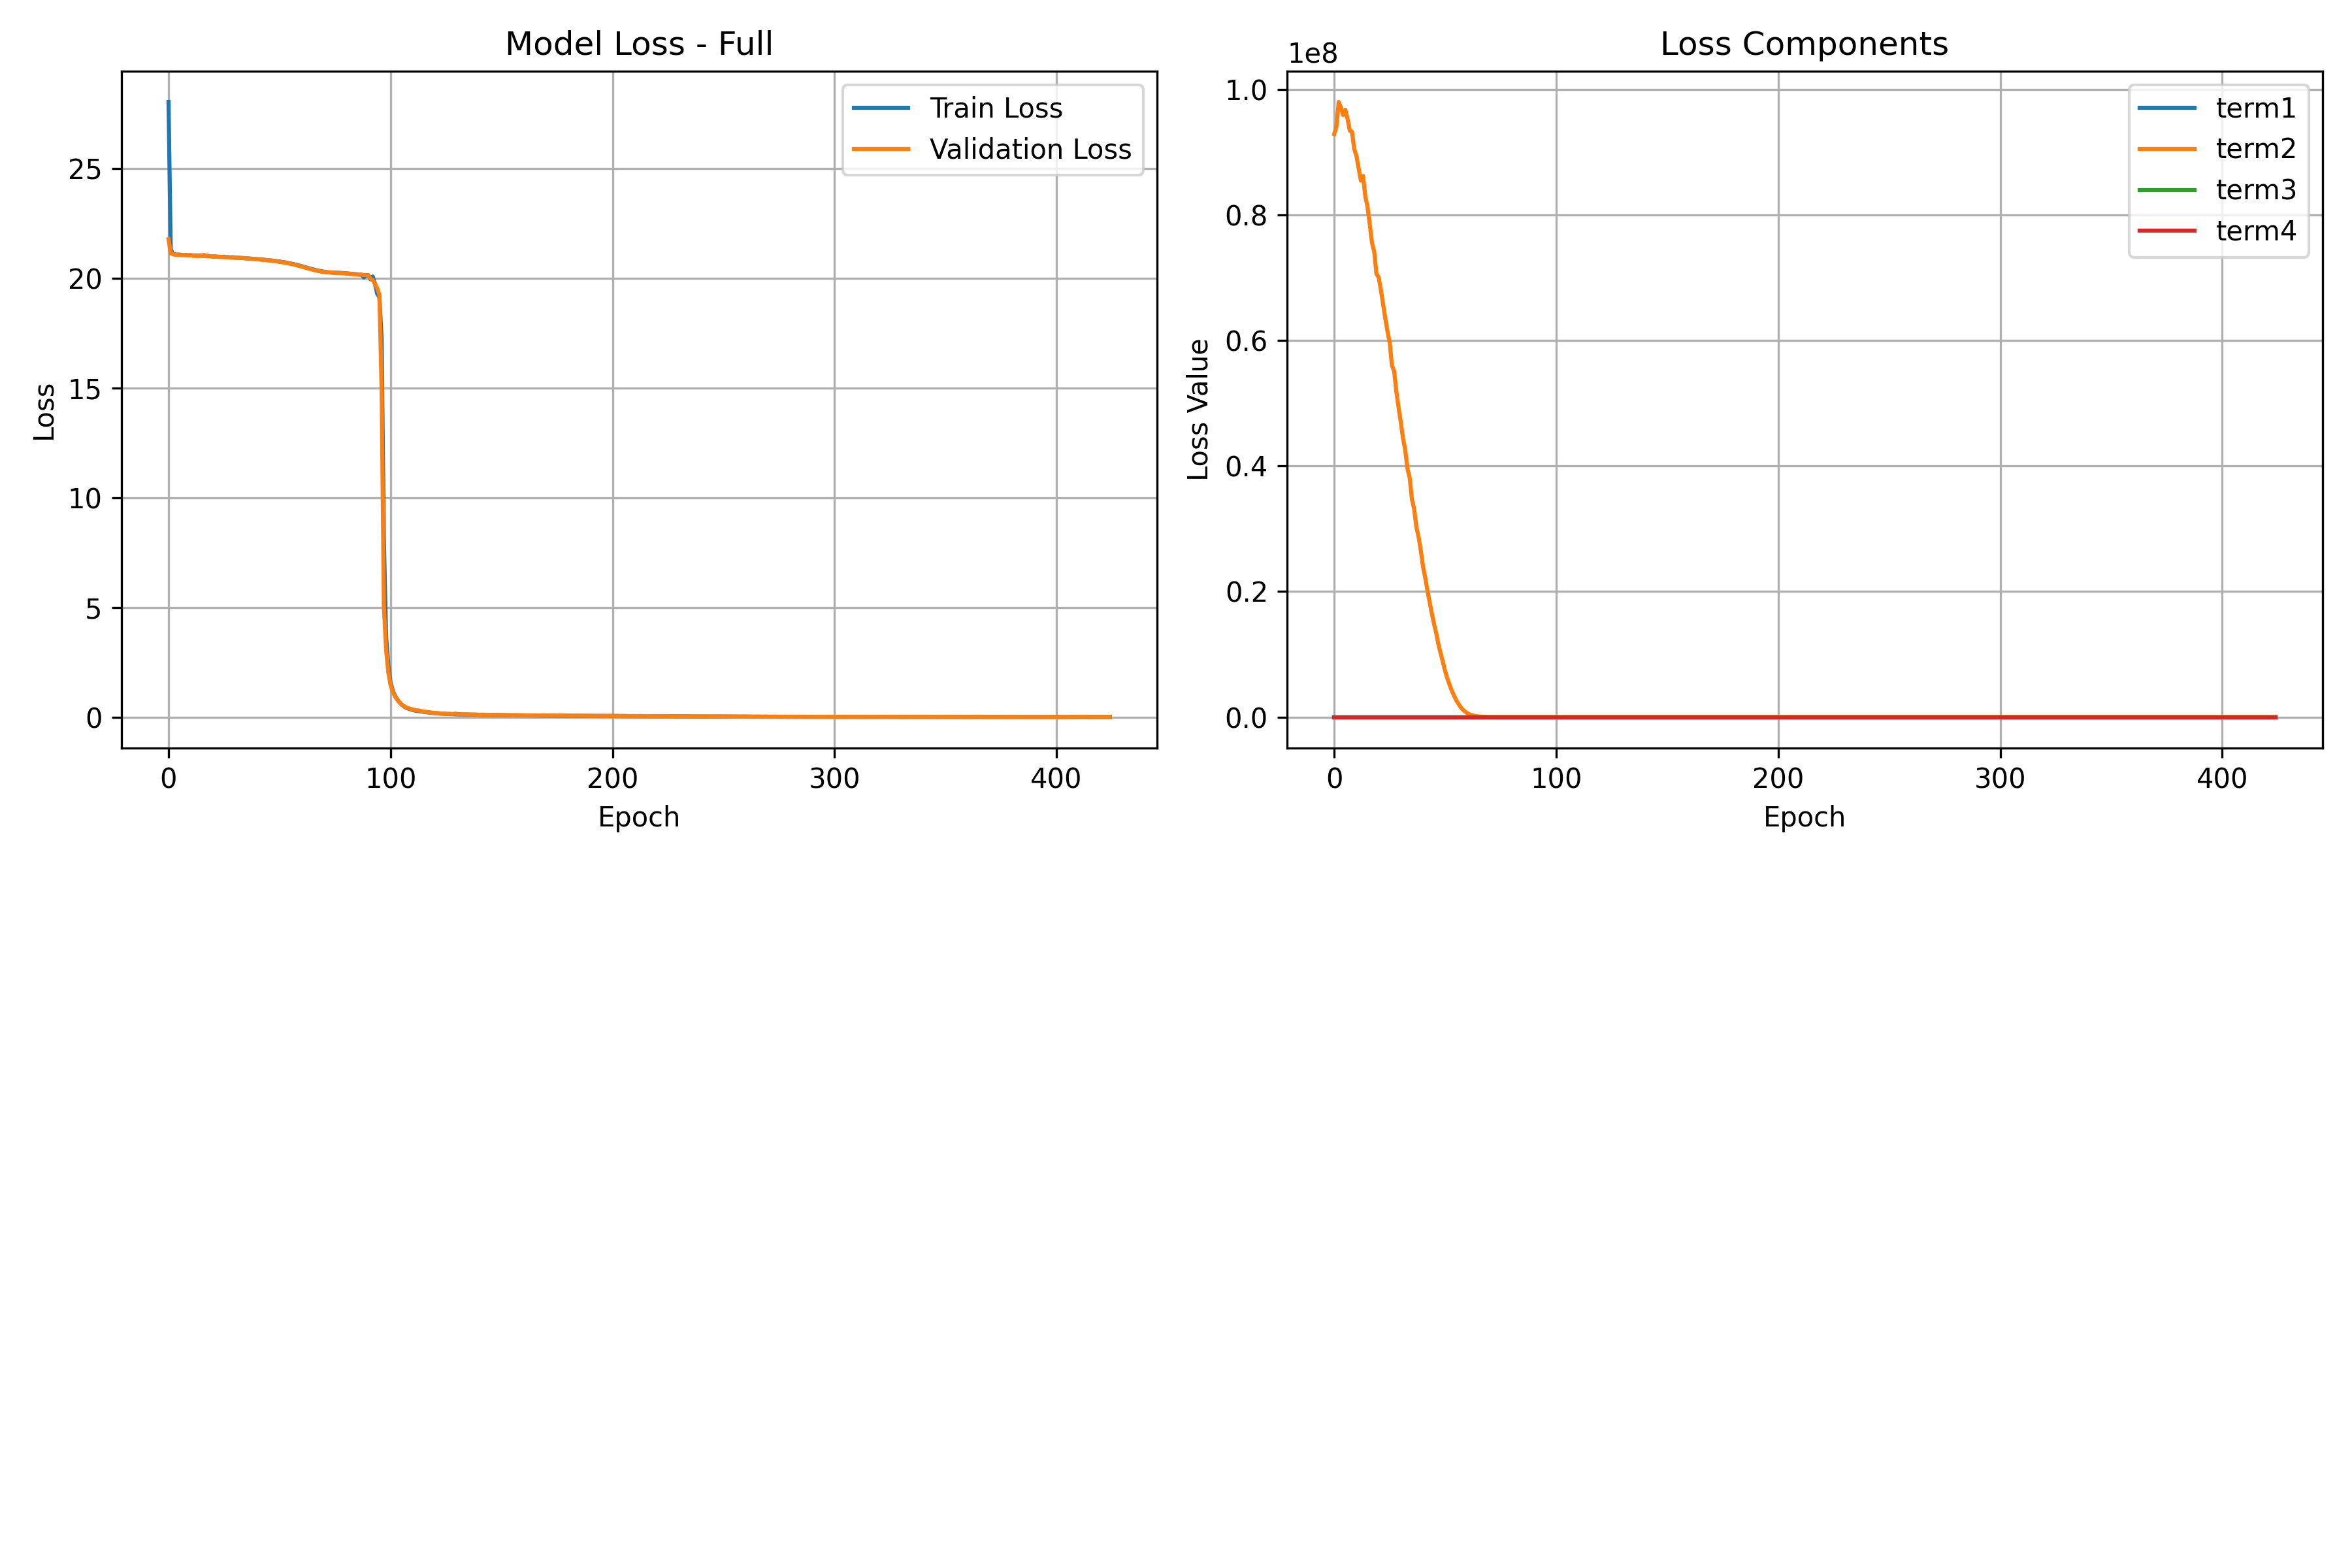 Model Loss - Full
Train Loss
Validation Loss
25
20
15
10
5
0
Loss
0 100 200 300 400
Epoch
Loss Components
1e8
term1
term2
term3
term4
1.0
0.8
0.6
0.4
0.2
0.0
Loss Value
0 100 200 300 400
Epoch